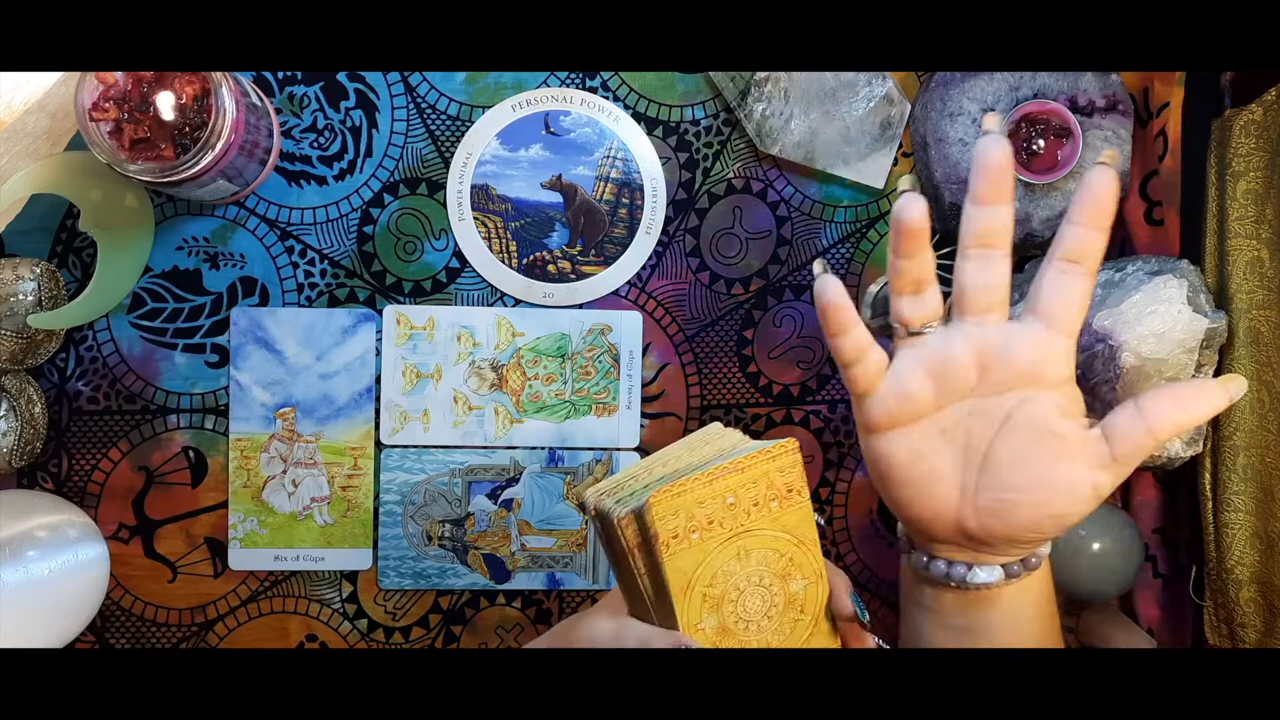 PERSONAL POWER
POWER ANIMAL
CHRYSOTILE
20
Seven of Cups
Six of Cups